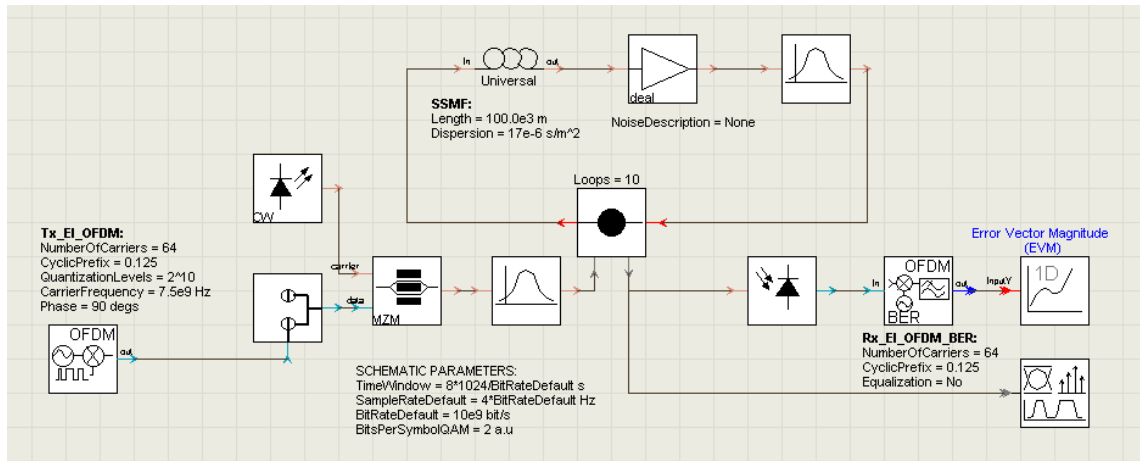 In
out
Universal
SSMF:
Length = 100.0e3 m
Dispersion = 17e-6 s/m^2
deal
NoiseDescription = None
Loops = 10
CW
Tx_El_OFDM:
NumberOfCarriers = 64
CyclicPrefix = 0.125
QuantizationLevels = 2^10
CarrierFrequency = 7.5e9 Hz
Phase = 90 degs
OFDM
out
carrier
data
MZM
SCHEMATIC PARAMETERS:
TimeWindow = 8*1024/BitRateDefault s
SampleRateDefault = 4*BitRateDefault Hz
BitRateDefault = 10e9 bit/s
BitsPerSymbolQAM = 2 a.u
In
OFDM
BER
out
Rx_El_OFDM_BER:
NumberOfCarriers = 64
CyclicPrefix = 0.125
Equalization = No
Error Vector Magnitude
(EVM)
InputY
1D